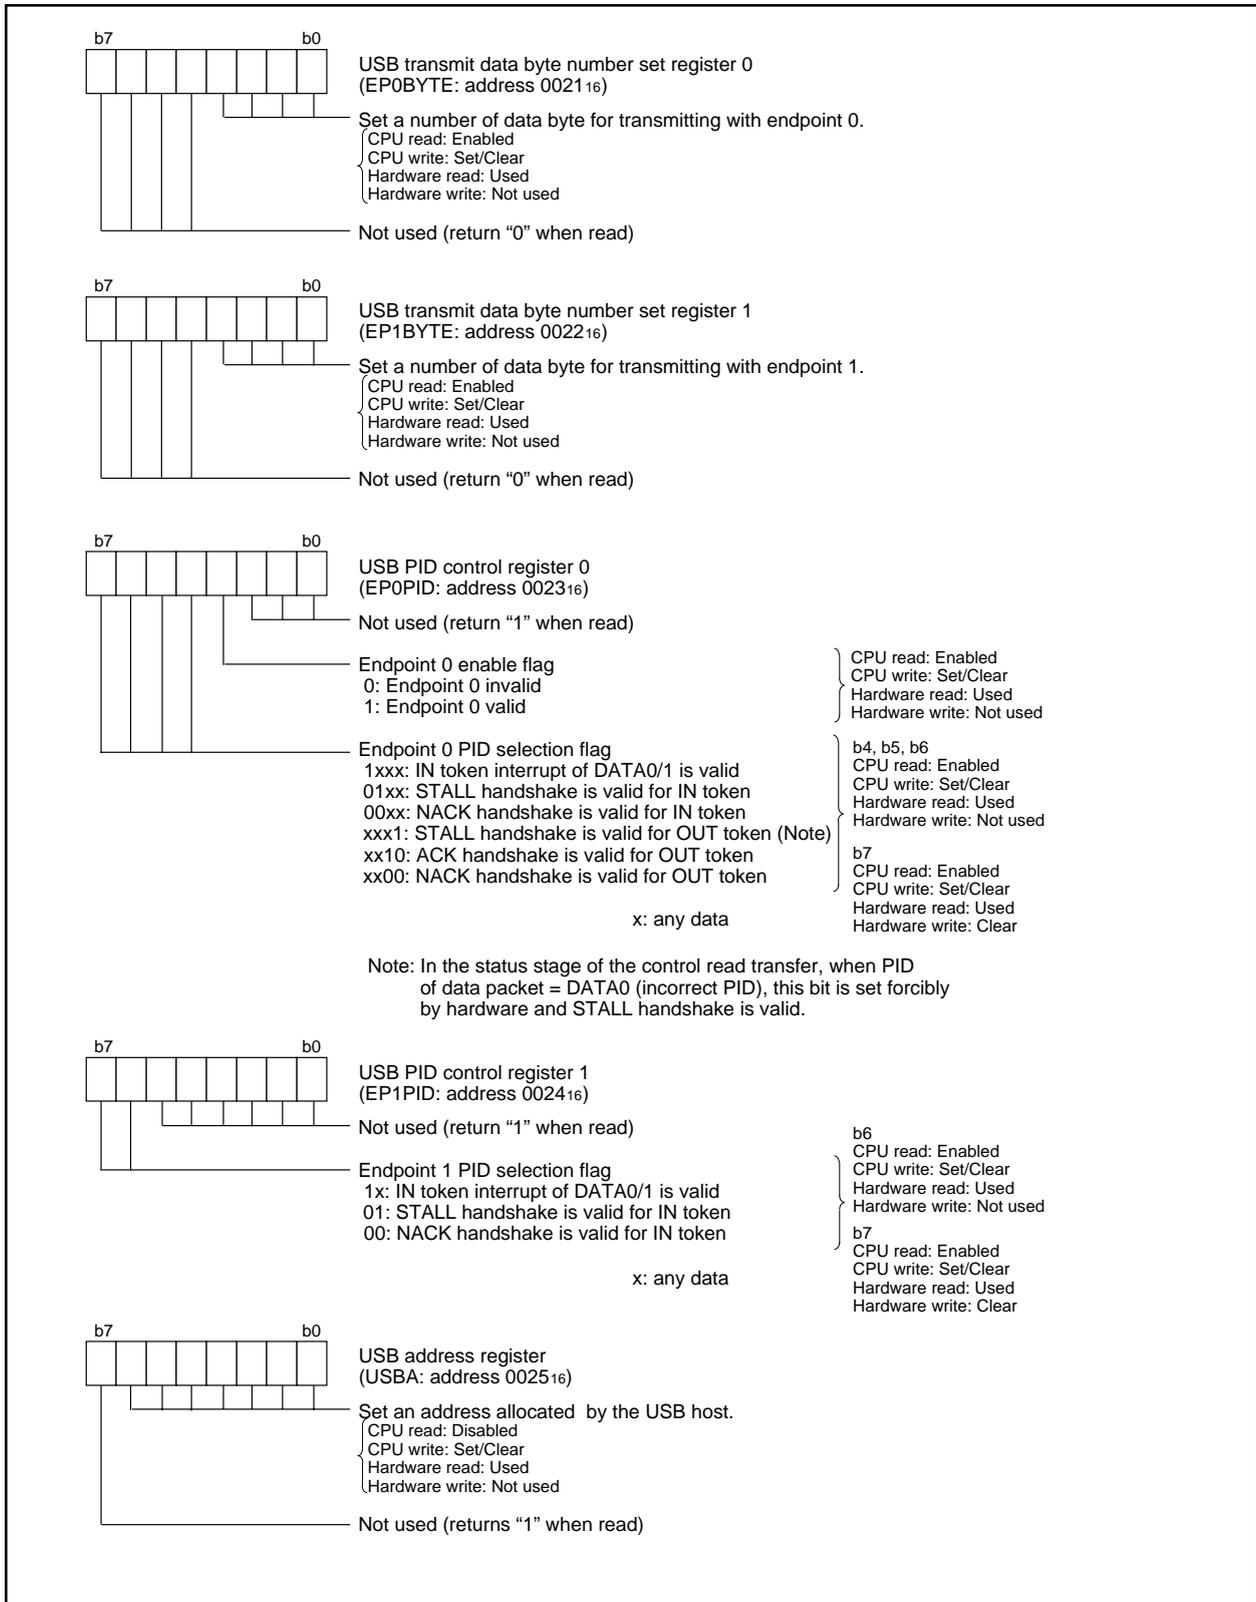 b7 b0
USB transmit data byte number set register 0
(EP0BYTE: address 002116)
Set a number of data byte for transmitting with endpoint 0.
CPU read: Enabled
CPU write: Set/Clear
Hardware read: Used
Hardware write: Not used
Not used (return “0” when read)
b7 b0
USB transmit data byte number set register 1
(EP1BYTE: address 002216)
Set a number of data byte for transmitting with endpoint 1.
CPU read: Enabled
CPU write: Set/Clear
Hardware read: Used
Hardware write: Not used
Not used (return “0” when read)
b7 b0
USB PID control register 0
(EP0PID: address 002316)
Not used (return “1” when read)
Endpoint 0 enable flag
0: Endpoint 0 invalid
1: Endpoint 0 valid
CPU read: Enabled
CPU write: Set/Clear
Hardware read: Used
Hardware write: Not used
Endpoint 0 PID selection flag
1xxx: IN token interrupt of DATA0/1 is valid
01xx: STALL handshake is valid for IN token
00xx: NACK handshake is valid for IN token
xxx1: STALL handshake is valid for OUT token (Note)
xx10: ACK handshake is valid for OUT token
xx00: NACK handshake is valid for OUT token
x: any data
b4, b5, b6
CPU read: Enabled
CPU write: Set/Clear
Hardware read: Used
Hardware write: Not used
b7
CPU read: Enabled
CPU write: Set/Clear
Hardware read: Used
Hardware write: Clear
Note: In the status stage of the control read transfer, when PID
of data packet = DATA0 (incorrect PID), this bit is set forcibly
by hardware and STALL handshake is valid.
b7 b0
USB PID control register 1
(EP1PID: address 002416)
Not used (return “1” when read)
Endpoint 1 PID selection flag
1x: IN token interrupt of DATA0/1 is valid
01: STALL handshake is valid for IN token
00: NACK handshake is valid for IN token
x: any data
b6
CPU read: Enabled
CPU write: Set/Clear
Hardware read: Used
Hardware write: Not used
b7
CPU read: Enabled
CPU write: Set/Clear
Hardware read: Used
Hardware write: Clear
b7 b0
USB address register
(USBA: address 002516)
Set an address allocated by the USB host.
CPU read: Disabled
CPU write: Set/Clear
Hardware read: Used
Hardware write: Not used
Not used (returns “1” when read)